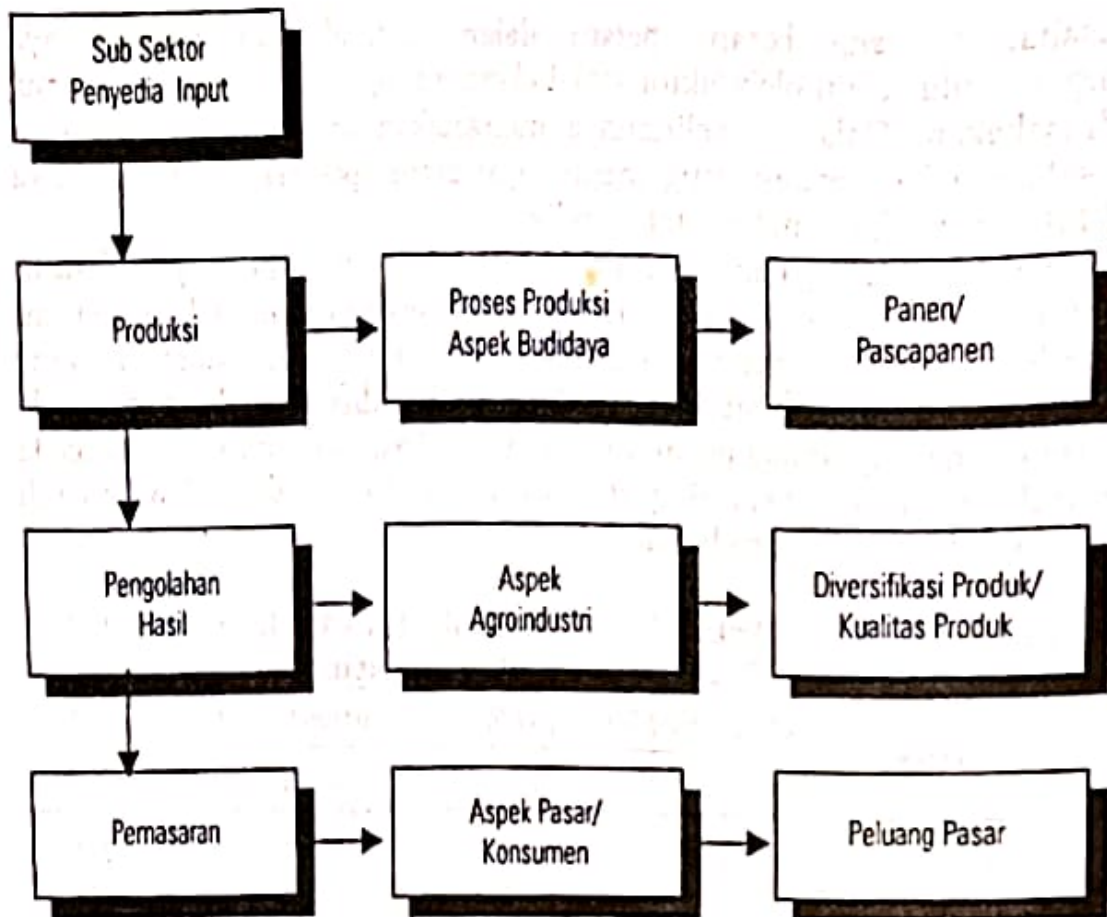 Sub Sektor
Penyedia Input
Produksi
Proses Produksi
Aspek Budidaya
Panen/
Pascapanen
Pengolahan
Hasil
Aspek
Agroindustri
Diversifikasi Produk/
Kualitas Produk
Pemasaran
Aspek Pasar/
Konsumen
Peluang Pasar